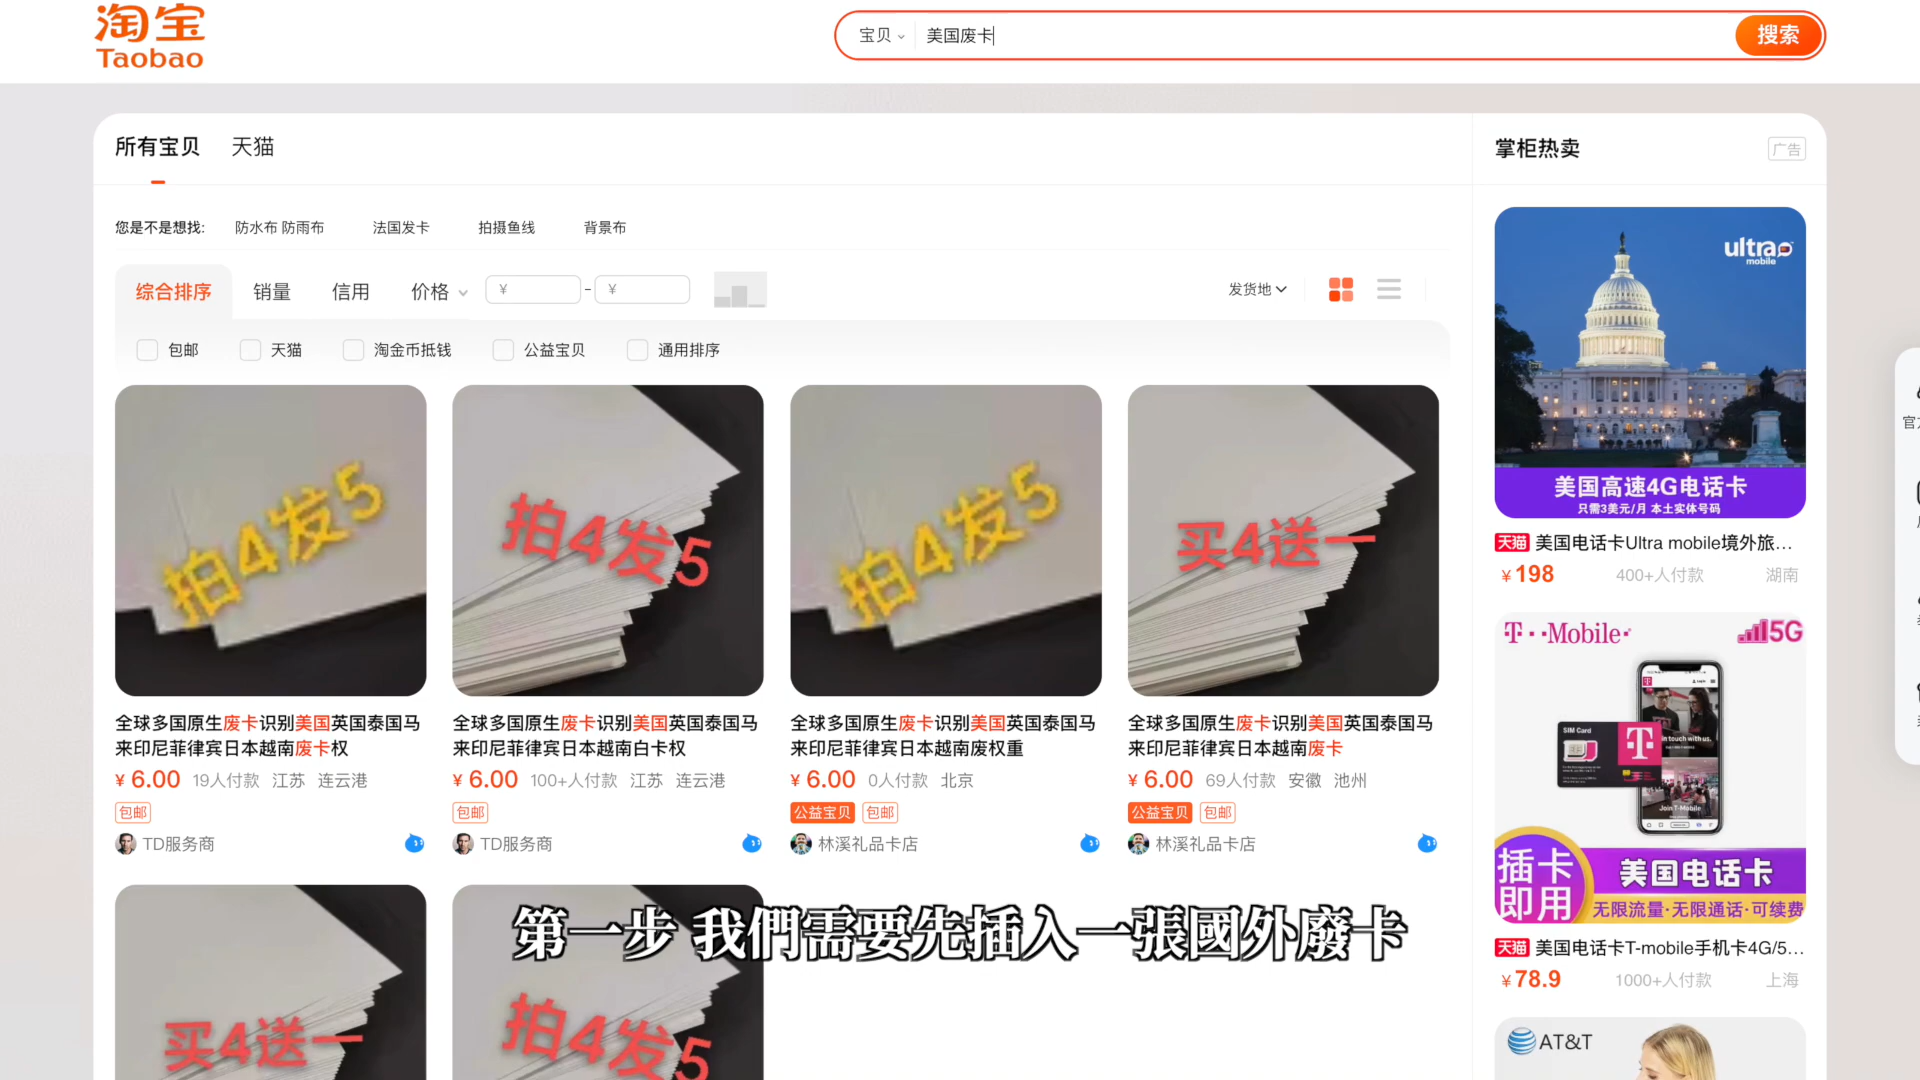 淘宝
Taobao
宝贝
美国废卡
搜索
所有宝贝
天猫
掌柜热卖
广告
您是不是想找:
防水布 防雨布
法国发卡
拍摄鱼线
背景布
综合排序
销量
信用
价格
¥
-
¥
发货地
包邮
天猫
淘金币抵钱
公益宝贝
通用排序
拍4发5
拍4发5
拍4发5
买4送一
全球多国原生废卡识别美国英国泰国马
来印尼菲律宾日本越南废卡权
¥ 6.00 19人付款 江苏 连云港
包邮
TD服务商
全球多国原生废卡识别美国英国泰国马
来印尼菲律宾日本越南白卡权
¥ 6.00 100+人付款 江苏 连云港
包邮
TD服务商
全球多国原生废卡识别美国英国泰国马
来印尼菲律宾日本越南废权重
¥ 6.00 0人付款 北京
公益宝贝 包邮
林溪礼品卡店
全球多国原生废卡识别美国英国泰国马
来印尼菲律宾日本越南废卡
¥ 6.00 69人付款 安徽 池州
公益宝贝 包邮
林溪礼品卡店
买4送一
拍4发5
第一步 我們需要先插入一張國外廢卡
ultra
mobile
美国高速4G电话卡
只需3美元/月 本土实体号码
天猫 美国电话卡Ultra mobile境外旅...
¥198 400+人付款 湖南
T··Mobile·
5G
SIM Card
T
in touch with us.
Join T-Mobile
插卡
即用
美国电话卡
无限流量·无限通话·可续费
天猫 美国电话卡T-mobile手机卡4G/5...
¥78.9 1000+人付款 上海
AT&T